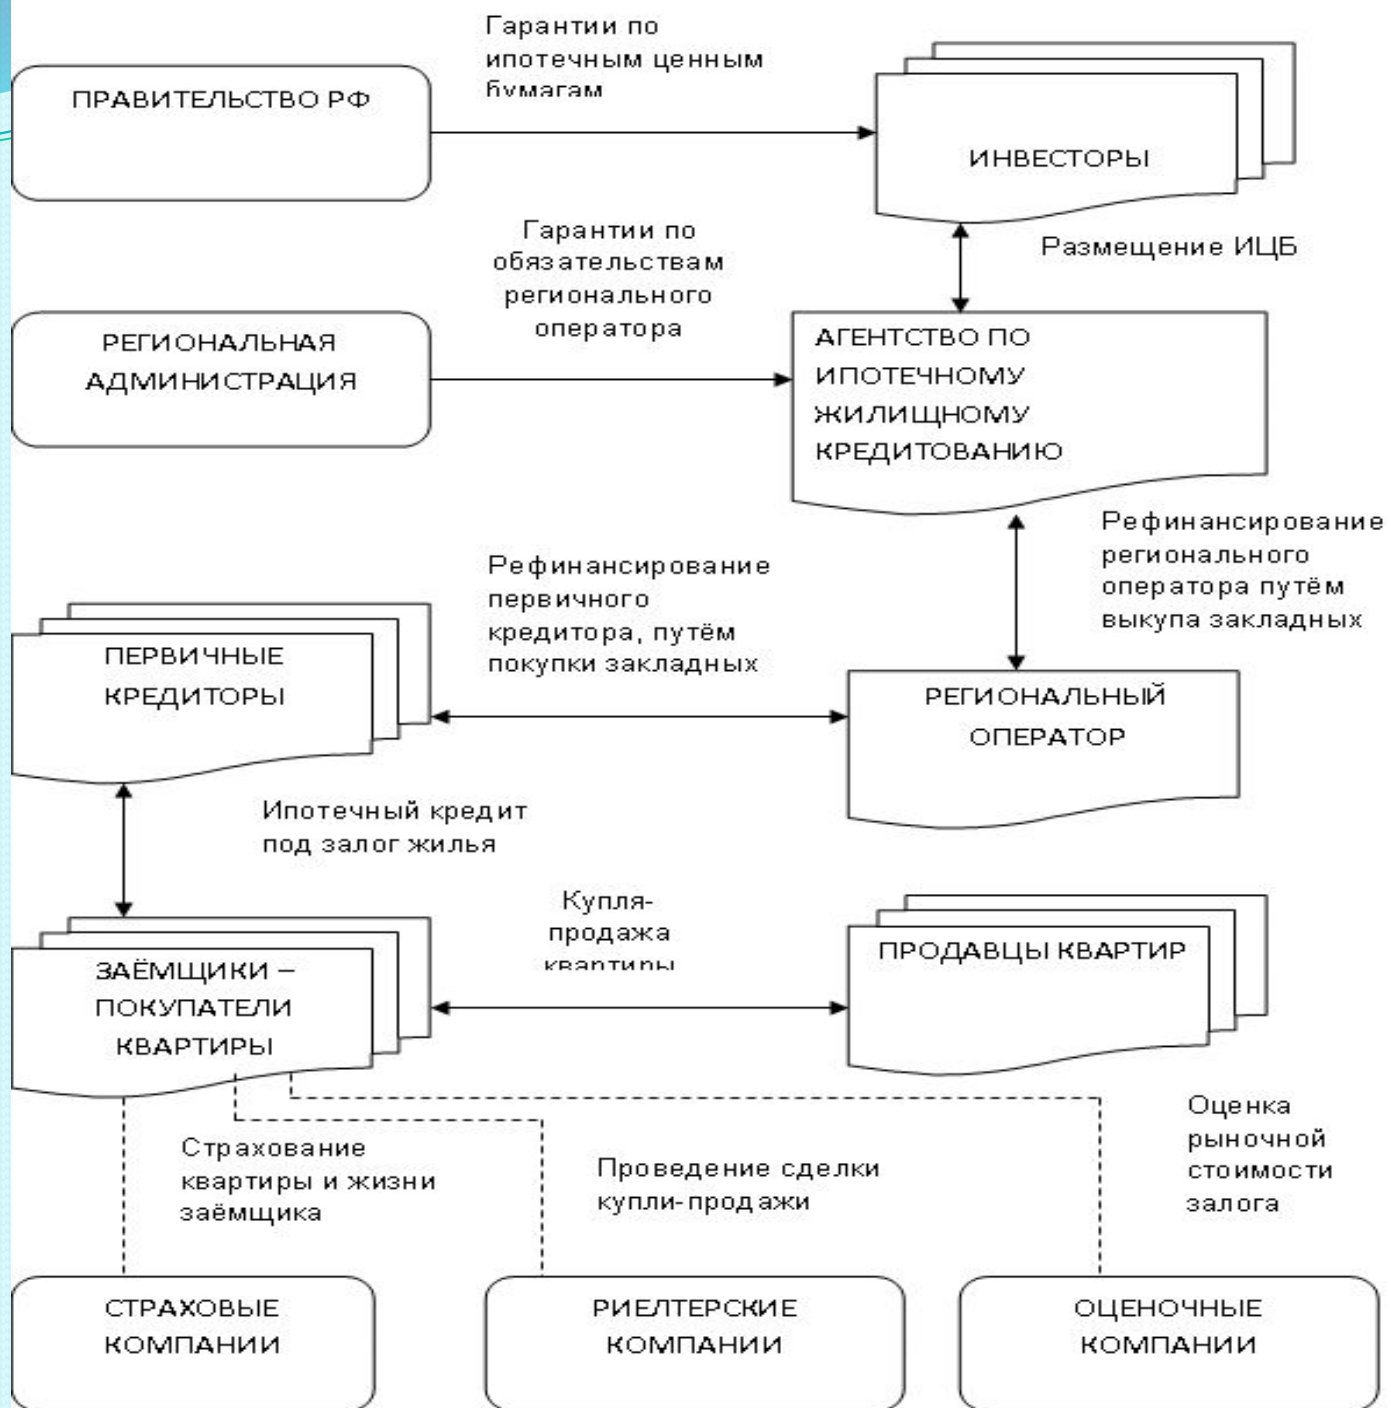 Гарантии по
ипотечным ценным
бумагам
ПРАВИТЕЛЬСТВО РФ
ИНВЕСТОРЫ
Гарантии по
обязательствам
регионального
оператора
Размещение ИЦБ
РЕГИОНАЛЬНАЯ
АДМИНИСТРАЦИЯ
АГЕНТСТВО ПО
ИПОТЕЧНОМУ
ЖИЛИЩНОМУ
КРЕДИТОВАНИЮ
Рефинансирование
регионального
оператора путём
выкупа закладных
Рефинансирование
первичного
кредитора, путём
покупки закладных
ПЕРВИЧНЫЕ
КРЕДИТОРЫ
РЕГИОНАЛЬНЫЙ
ОПЕРАТОР
Ипотечный кредит
под залог жилья
Купля-
продажа
квартиры
ЗАЁМЩИКИ –
ПОКУПАТЕЛИ
КВАРТИРЫ
ПРОДАВЦЫ КВАРТИР
Страхование
квартиры и жизни
заёмщика
Проведение сделки
купли-продажи
Оценка
рыночной
стоимости
залога
СТРАХОВЫЕ
КОМПАНИИ
РИЕЛТЕРСКИЕ
КОМПАНИИ
ОЦЕНОЧНЫЕ
КОМПАНИИ